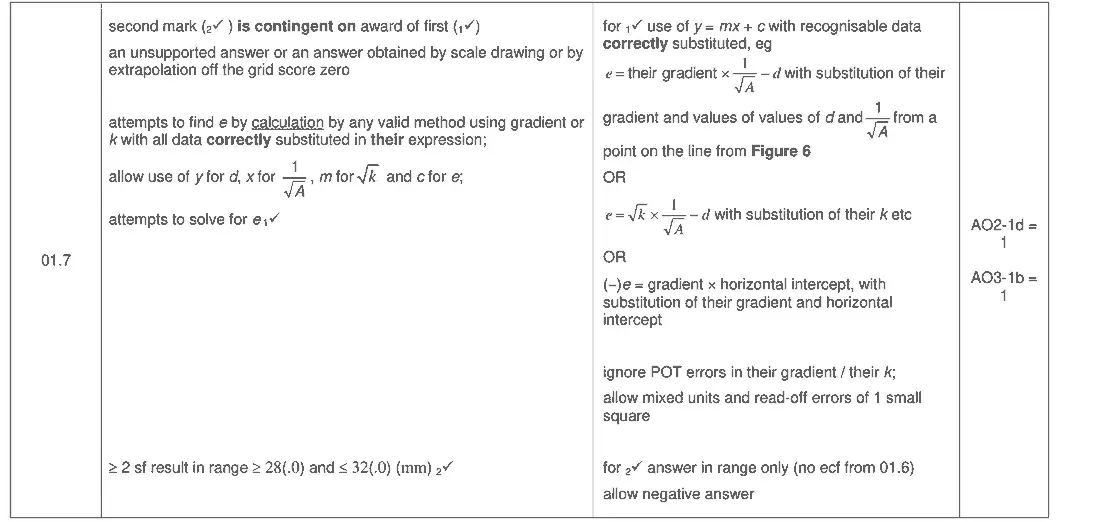 second mark (₂✓ ) is contingent on award of first (₁✓)
an unsupported answer or an answer obtained by scale drawing or by
extrapolation off the grid score zero
attempts to find e by calculation by any valid method using gradient or
k with all data correctly substituted in their expression;
allow use of y for d, x for 1/√A , m for √k and c for e;
attempts to solve for e ₁✓
01.7
≥ 2 sf result in range ≥ 28(.0) and ≤ 32(.0) (mm) ₂✓
for ₁✓ use of y = mx + c with recognisable data
correctly substituted, eg
e = their gradient × 1/√A − d with substitution of their
gradient and values of values of d and 1/√A from a
point on the line from Figure 6
OR
e = √k × 1/√A − d with substitution of their k etc
OR
(−)e = gradient × horizontal intercept, with
substitution of their gradient and horizontal
intercept
ignore POT errors in their gradient / their k;
allow mixed units and read-off errors of 1 small
square
for ₂✓ answer in range only (no ecf from 01.6)
allow negative answer
AO2-1d =
1
AO3-1b =
1